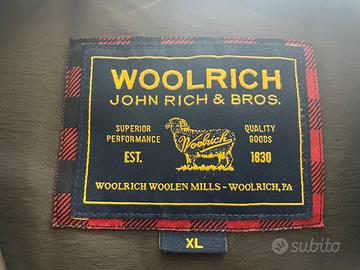 WOOLRICH
JOHN RICH & BROS.
SUPERIOR PERFORMANCE
EST.
Woolrich
QUALITY GOODS
1830
WOOLRICH WOOLEN MILLS - WOOLRICH, PA
XL
subito